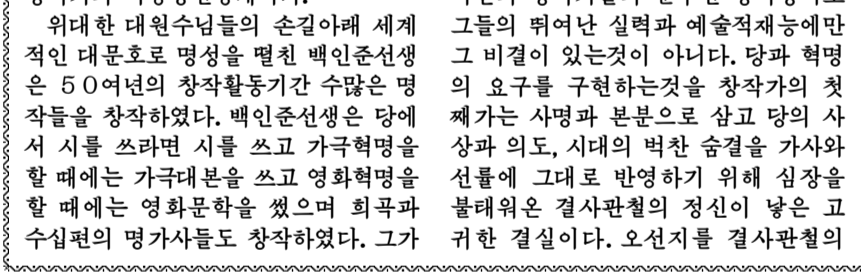 위대한 대원수님들의 손길아래 세계
적인 대문호로 명성을 떨친 백인준선생
은 50여년의 창작활동기간 수많은 명
작들을 창작하였다. 백인준선생은 당에
서 시를 쓰라면 시를 쓰고 가극혁명을
할 때에는 가극대본을 쓰고 영화혁명을
할 때에는 영화문학을 썼으며 희곡과
수십편의 명가사들도 창작하였다. 그가
그들의 뛰여난 실력과 예술적재능에만
그 비결이 있는것이 아니다. 당과 혁명
의 요구를 구현하는것을 창작가의 첫
째가는 사명과 본분으로 삼고 당의 사
상과 의도, 시대의 벅찬 숨결을 가사와
선률에 그대로 반영하기 위해 심장을
불태워온 결사관철의 정신이 낳은 고
귀한 결실이다. 오선지를 결사관철의